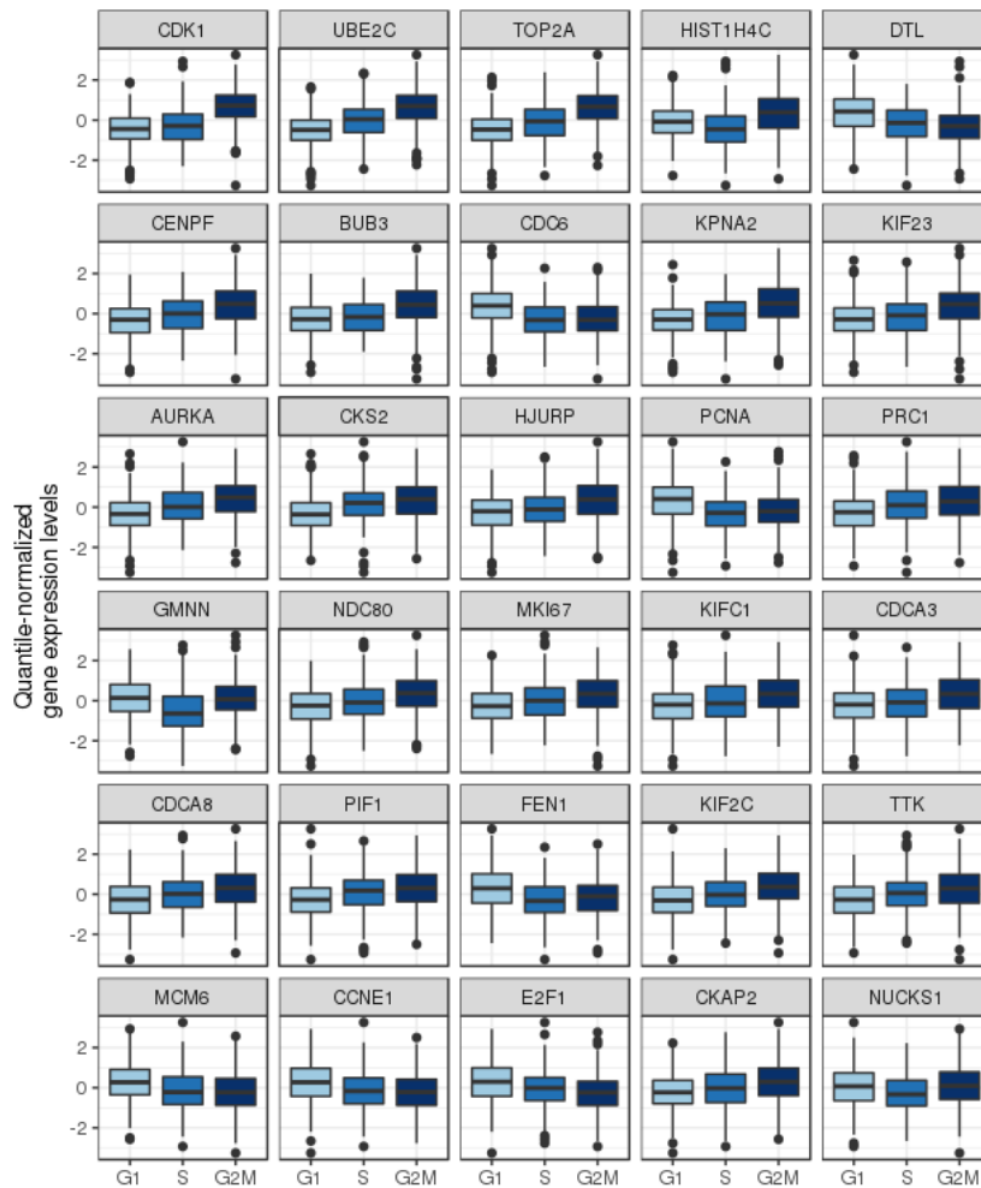 CDK1 UBE2C TOP2A HIST1H4C DTL
2
0
-2
CENPF BUB3 CDC6 KPNA2 KIF23
2
0
-2
AURKA CKS2 HJURP PCNA PRC1
2
0
-2
Quantile-normalized
gene expression levels
GMNN NDC80 MKI67 KIFC1 CDCA3
2
0
-2
CDCA8 PIF1 FEN1 KIF2C TTK
2
0
-2
MCM6 CCNE1 E2F1 CKAP2 NUCKS1
2
0
-2
G1 S G2M G1 S G2M G1 S G2M G1 S G2M G1 S G2M